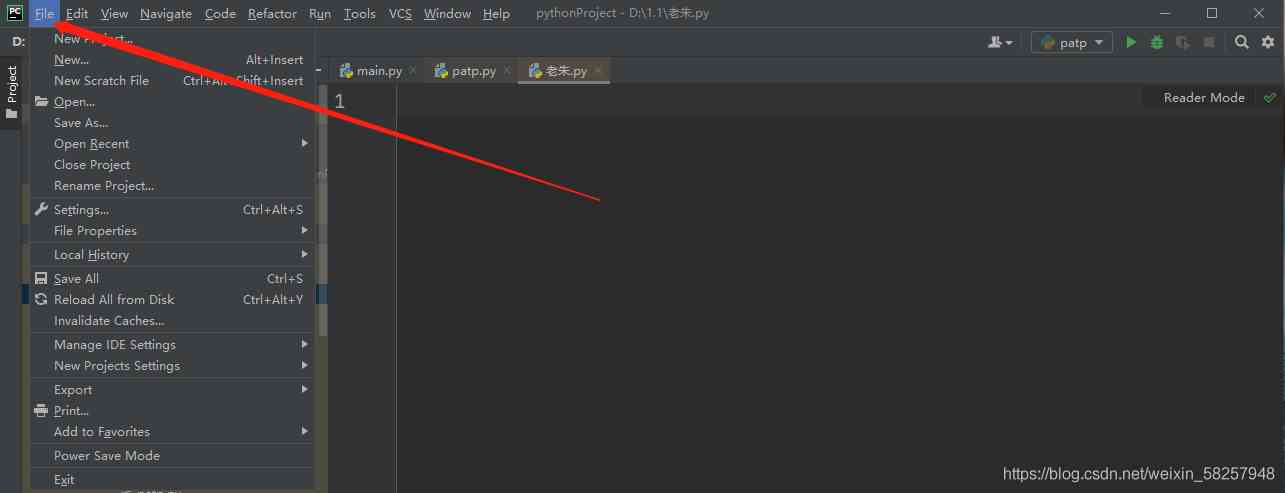 PC File Edit View Navigate Code Refactor Run Tools VCS Window Help pythonProject - D:\1.1\老朱.py
D:
patp
New Project...
New... Alt+Insert
New Scratch File Ctrl+Alt+Shift+Insert
Open...
Save As...
Open Recent
Close Project
Rename Project...
Settings... Ctrl+Alt+S
File Properties
Local History
Save All Ctrl+S
Reload All from Disk Ctrl+Alt+Y
Invalidate Caches...
Manage IDE Settings
New Projects Settings
Export
Print...
Add to Favorites
Power Save Mode
Exit
Project
main.py patp.py 老朱.py
1
Reader Mode
https://blog.csdn.net/weixin_58257948